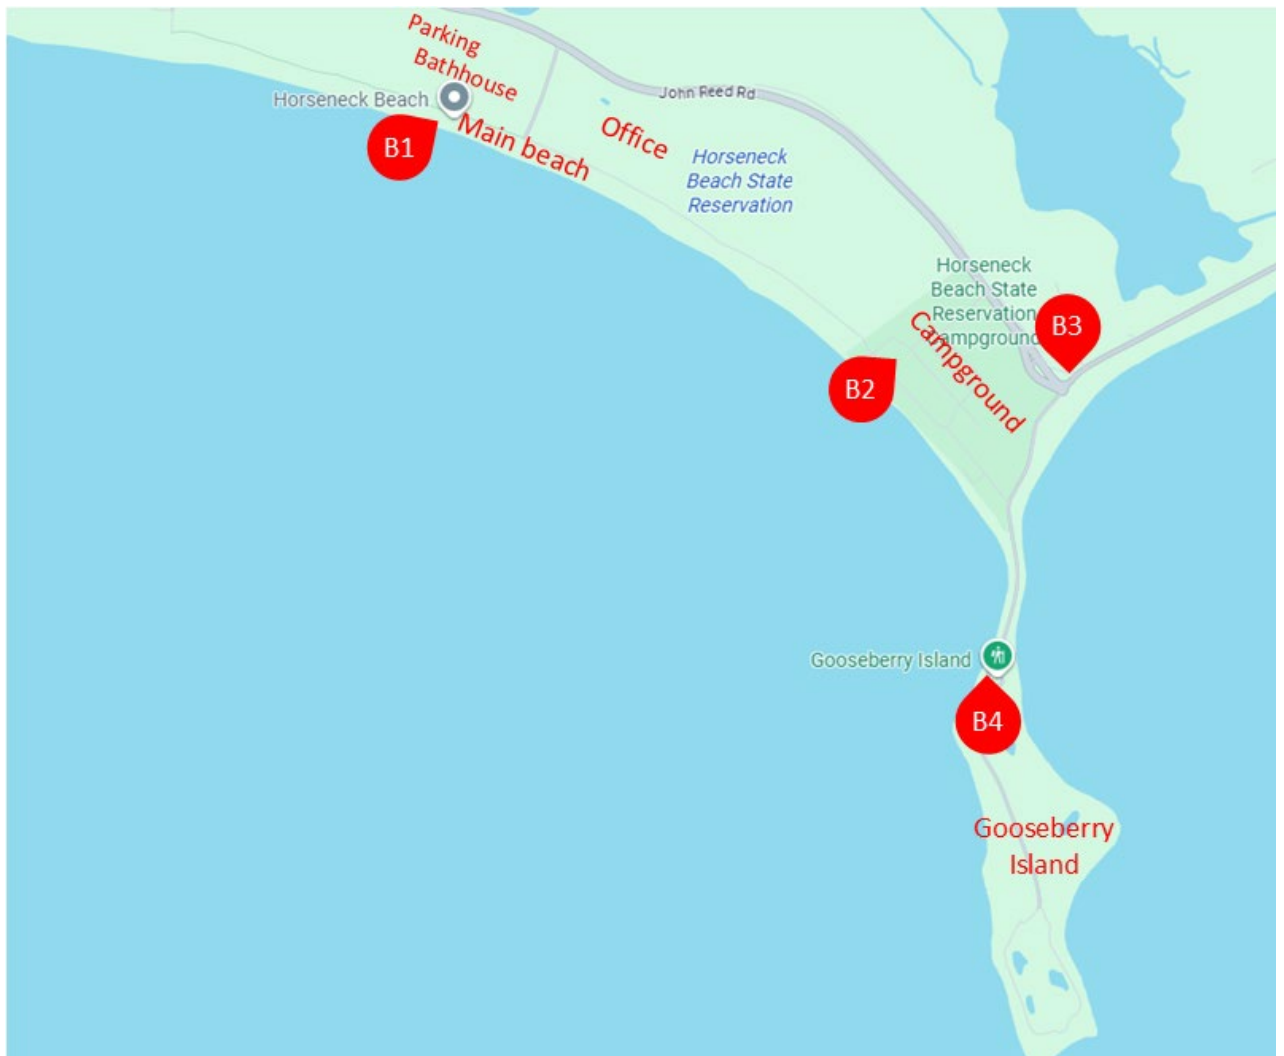 Parking
Bathhouse
Horseneck Beach
John Reed Rd
B1
Main beach
Office
Horseneck
Beach State
Reservation
Horseneck
Beach State
Reservation
Campground
B3
Campground
B2
Gooseberry Island
B4
Gooseberry
Island